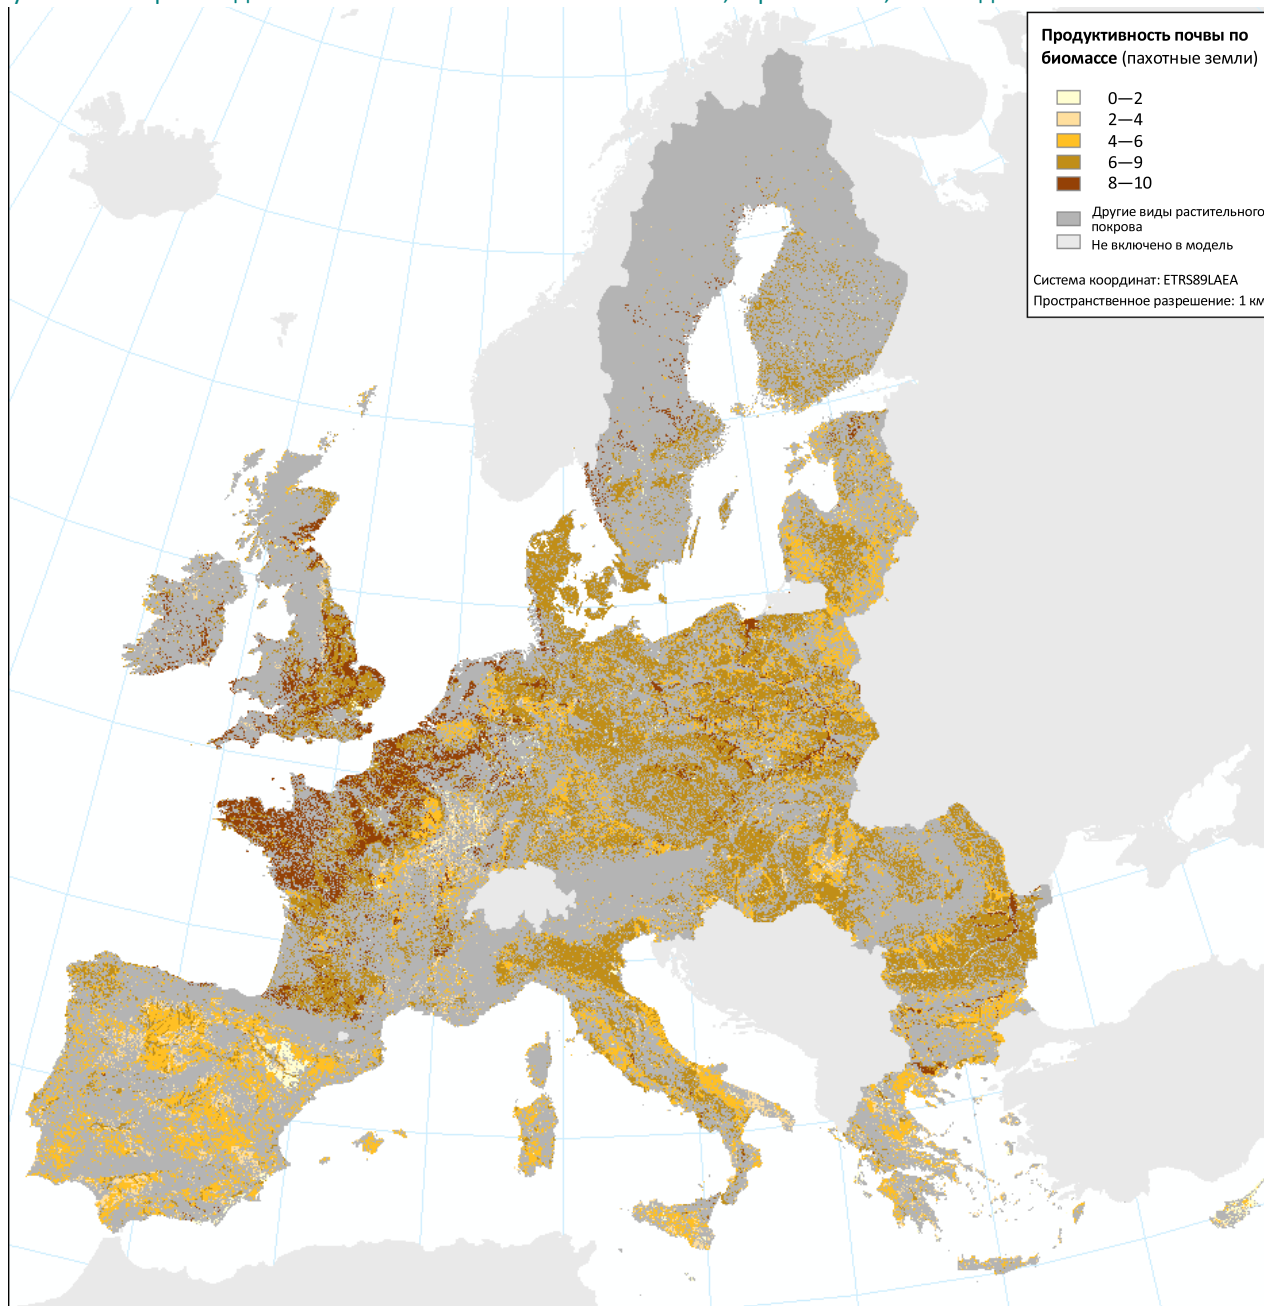 Продуктивность почвы по
биомассе (пахотные земли)
0—2
2—4
4—6
6—9
8—10
Другие виды растительного
покрова
Не включено в модель
Система координат: ETRS89LAEA
Пространственное разрешение: 1 км